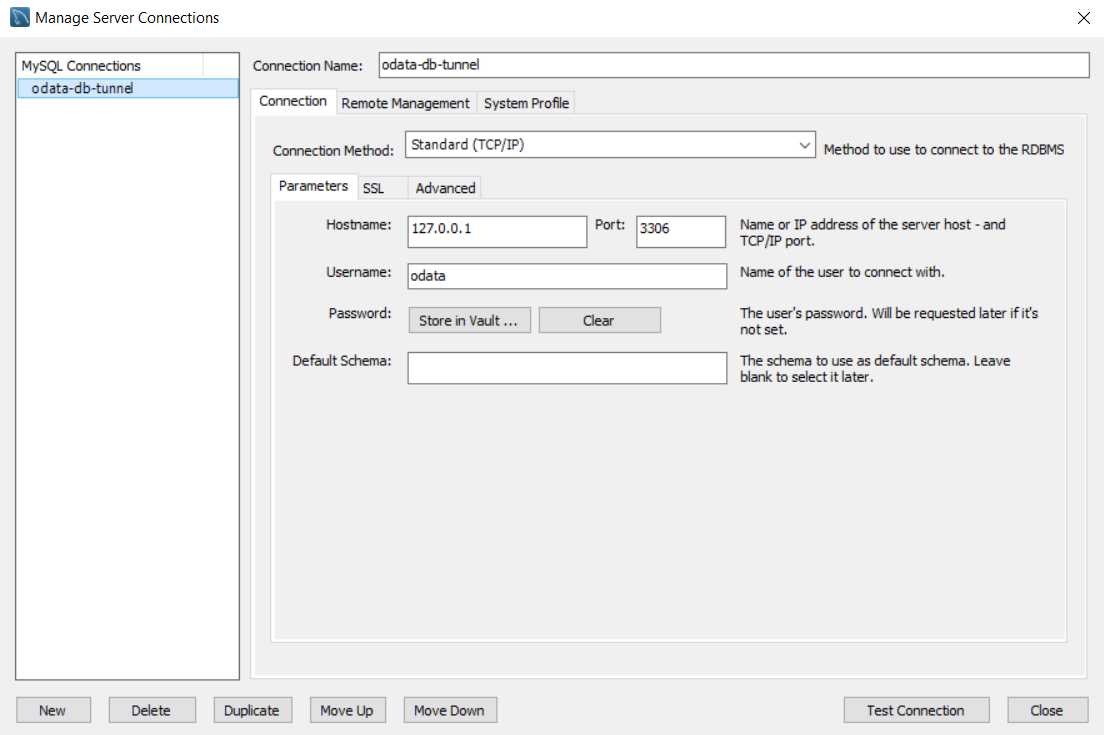 Manage Server Connections
MySQL Connections
odata-db-tunnel
Connection Name:
odata-db-tunnel
Connection
Remote Management
System Profile
Connection Method:
Standard (TCP/IP)
Method to use to connect to the RDBMS
Parameters
SSL
Advanced
Hostname:
127.0.0.1
Port:
3306
Name or IP address of the server host - and
TCP/IP port.
Username:
odata
Name of the user to connect with.
Password:
Store in Vault ...
Clear
The user's password. Will be requested later if it's
not set.
Default Schema:
The schema to use as default schema. Leave
blank to select it later.
New
Delete
Duplicate
Move Up
Move Down
Test Connection
Close